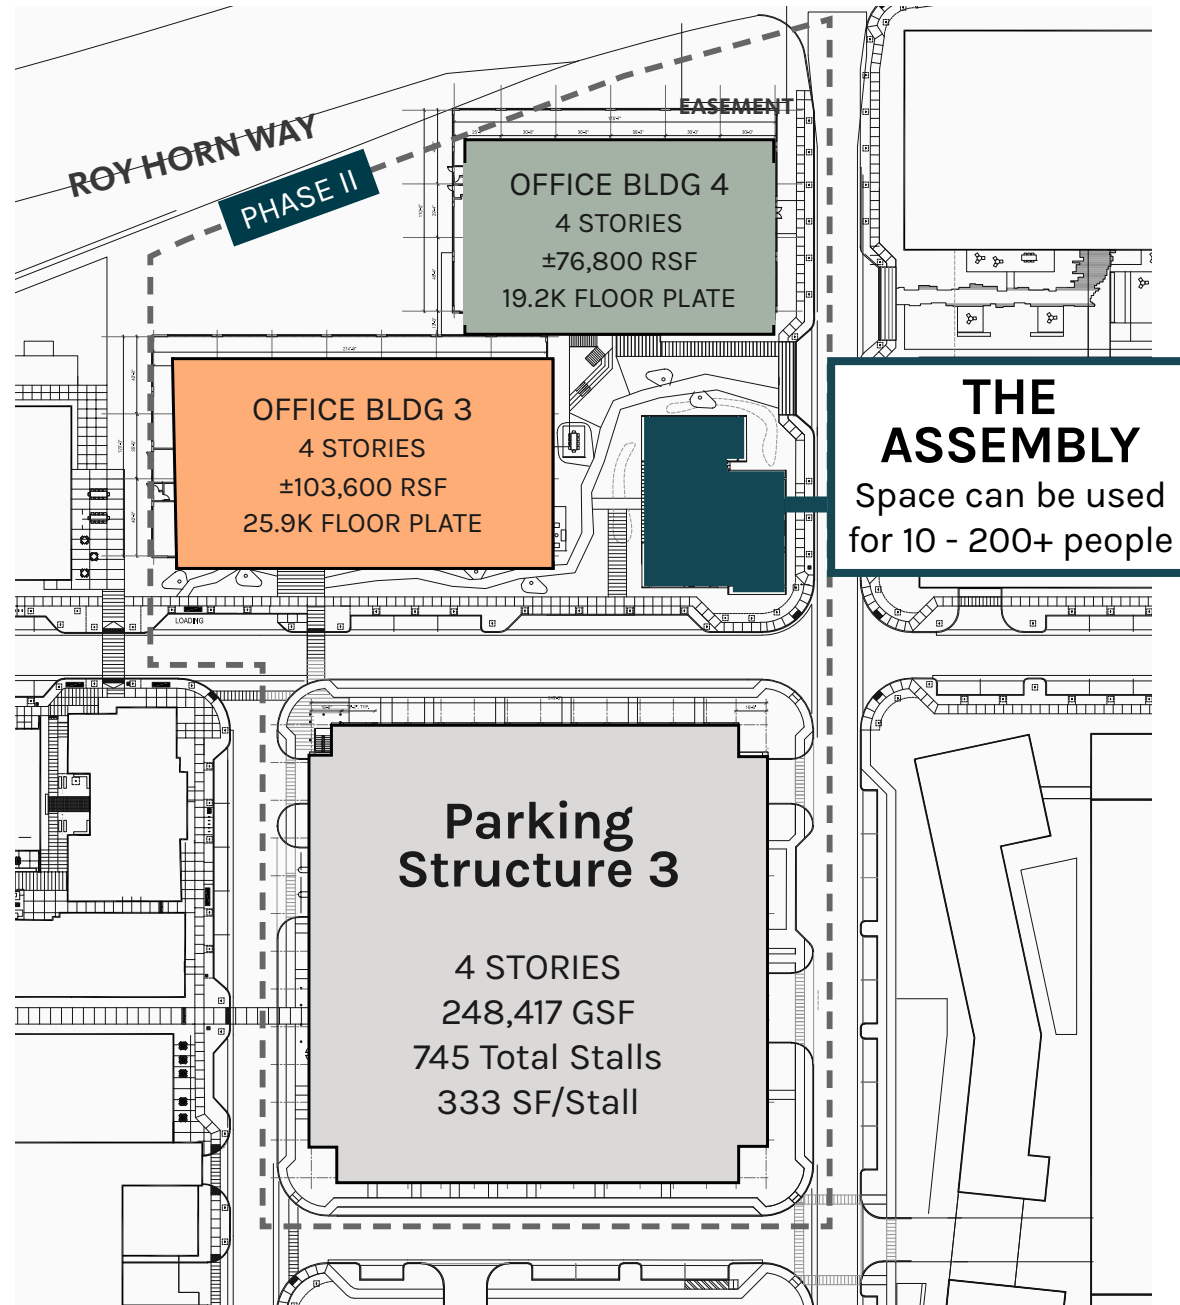 EASEMENT
ROY HORN WAY
PHASE II
OFFICE BLDG 4
4 STORIES
±76,800 RSF
19.2K FLOOR PLATE
OFFICE BLDG 3
4 STORIES
±103,600 RSF
25.9K FLOOR PLATE
THE
ASSEMBLY
Space can be used
for 10 - 200+ people
LOADING
Parking
Structure 3
4 STORIES
248,417 GSF
745 Total Stalls
333 SF/Stall